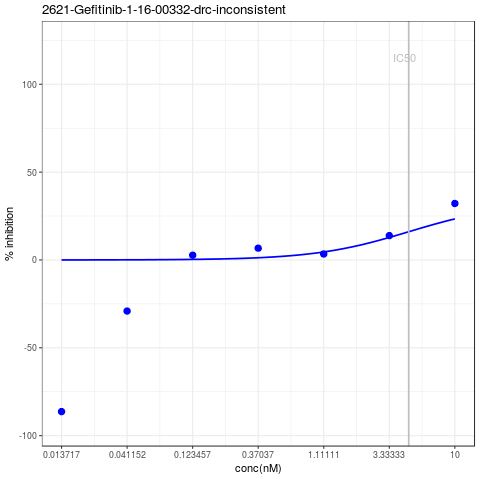 2621-Gefitinib-1-16-00332-drc-inconsistent
IC50
100
50
0
-50
-100
% inhibition
0.013717 0.041152 0.123457 0.37037 1.11111 3.33333 10
conc(nM)